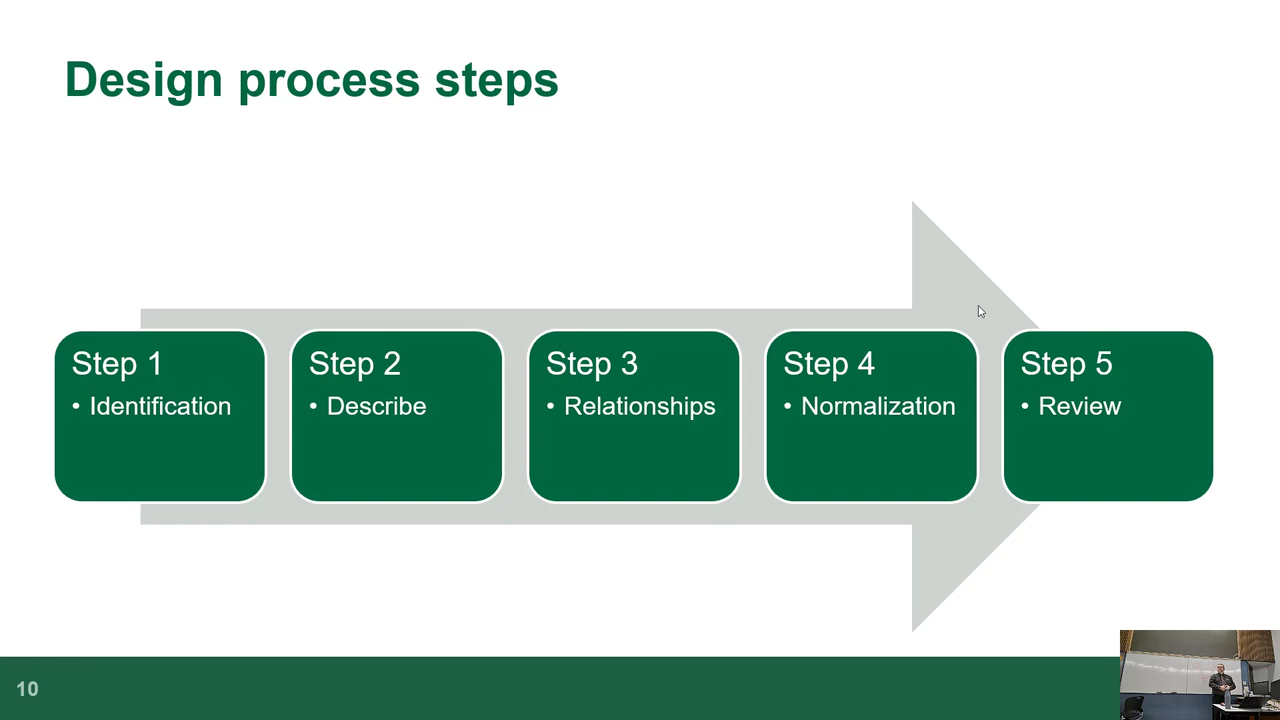 Design process steps
Step 1
• Identification
Step 2
• Describe
Step 3
• Relationships
Step 4
• Normalization
Step 5
• Review
10